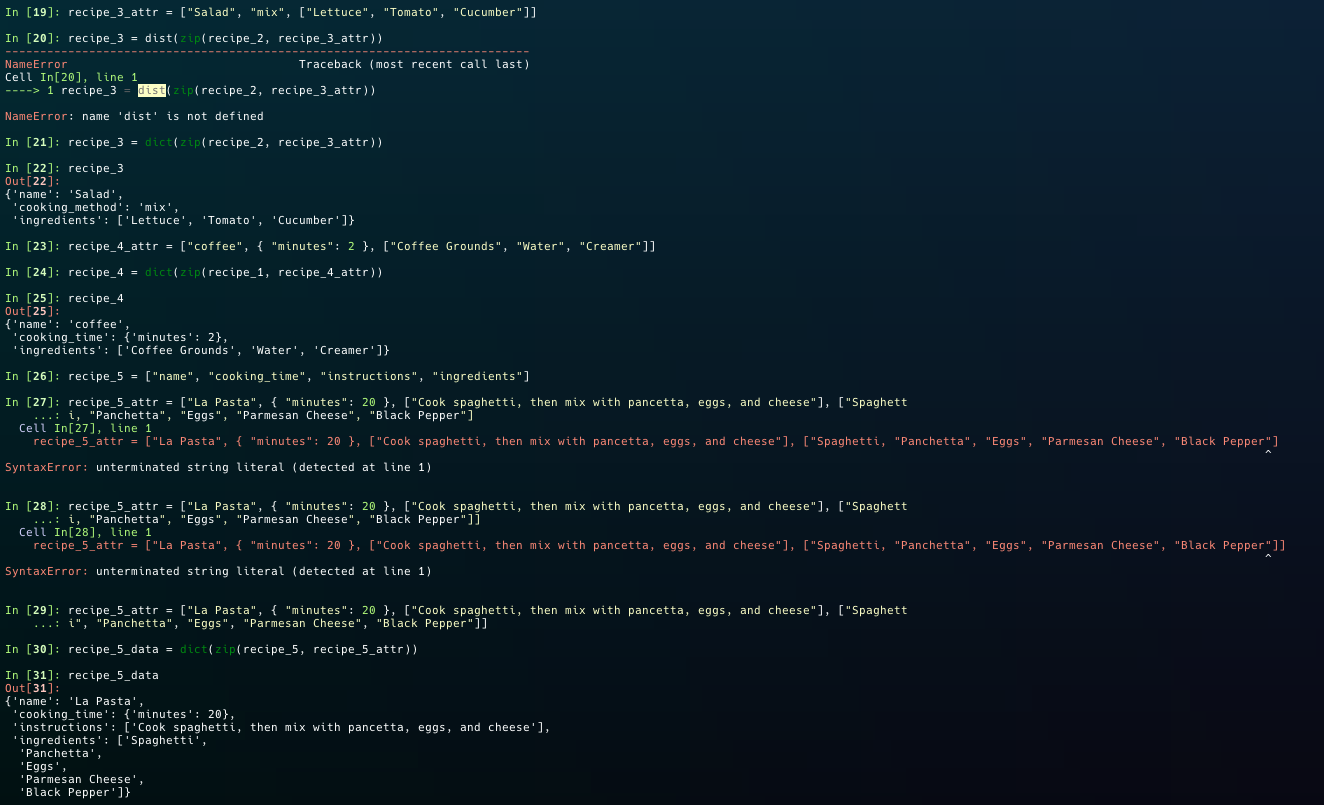 In [19]: recipe_3_attr = ["Salad", "mix", ["Lettuce", "Tomato", "Cucumber"]]
In [20]: recipe_3 = dist(zip(recipe_2, recipe_3_attr))
---------------------------------------------------------------------------
NameError                                 Traceback (most recent call last)
Cell In[20], line 1
----> 1 recipe_3 = dist(zip(recipe_2, recipe_3_attr))
NameError: name 'dist' is not defined
In [21]: recipe_3 = dict(zip(recipe_2, recipe_3_attr))
In [22]: recipe_3
Out[22]:
{'name': 'Salad',
 'cooking_method': 'mix',
 'ingredients': ['Lettuce', 'Tomato', 'Cucumber']}
In [23]: recipe_4_attr = ["coffee", { "minutes": 2 }, ["Coffee Grounds", "Water", "Creamer"]]
In [24]: recipe_4 = dict(zip(recipe_1, recipe_4_attr))
In [25]: recipe_4
Out[25]:
{'name': 'coffee',
 'cooking_time': {'minutes': 2},
 'ingredients': ['Coffee Grounds', 'Water', 'Creamer']}
In [26]: recipe_5 = ["name", "cooking_time", "instructions", "ingredients"]
In [27]: recipe_5_attr = ["La Pasta", { "minutes": 20 }, ["Cook spaghetti, then mix with pancetta, eggs, and cheese"], ["Spaghett
    ...: i, "Panchetta", "Eggs", "Parmesan Cheese", "Black Pepper"]
  Cell In[27], line 1
    recipe_5_attr = ["La Pasta", { "minutes": 20 }, ["Cook spaghetti, then mix with pancetta, eggs, and cheese"], ["Spaghetti, "Panchetta", "Eggs", "Parmesan Cheese", "Black Pepper"]
^
SyntaxError: unterminated string literal (detected at line 1)
In [28]: recipe_5_attr = ["La Pasta", { "minutes": 20 }, ["Cook spaghetti, then mix with pancetta, eggs, and cheese"], ["Spaghett
    ...: i, "Panchetta", "Eggs", "Parmesan Cheese", "Black Pepper"]]
  Cell In[28], line 1
    recipe_5_attr = ["La Pasta", { "minutes": 20 }, ["Cook spaghetti, then mix with pancetta, eggs, and cheese"], ["Spaghetti, "Panchetta", "Eggs", "Parmesan Cheese", "Black Pepper"]]
^
SyntaxError: unterminated string literal (detected at line 1)
In [29]: recipe_5_attr = ["La Pasta", { "minutes": 20 }, ["Cook spaghetti, then mix with pancetta, eggs, and cheese"], ["Spaghett
    ...: i", "Panchetta", "Eggs", "Parmesan Cheese", "Black Pepper"]]
In [30]: recipe_5_data = dict(zip(recipe_5, recipe_5_attr))
In [31]: recipe_5_data
Out[31]:
{'name': 'La Pasta',
 'cooking_time': {'minutes': 20},
 'instructions': ['Cook spaghetti, then mix with pancetta, eggs, and cheese'],
 'ingredients': ['Spaghetti',
  'Panchetta',
  'Eggs',
  'Parmesan Cheese',
  'Black Pepper']}